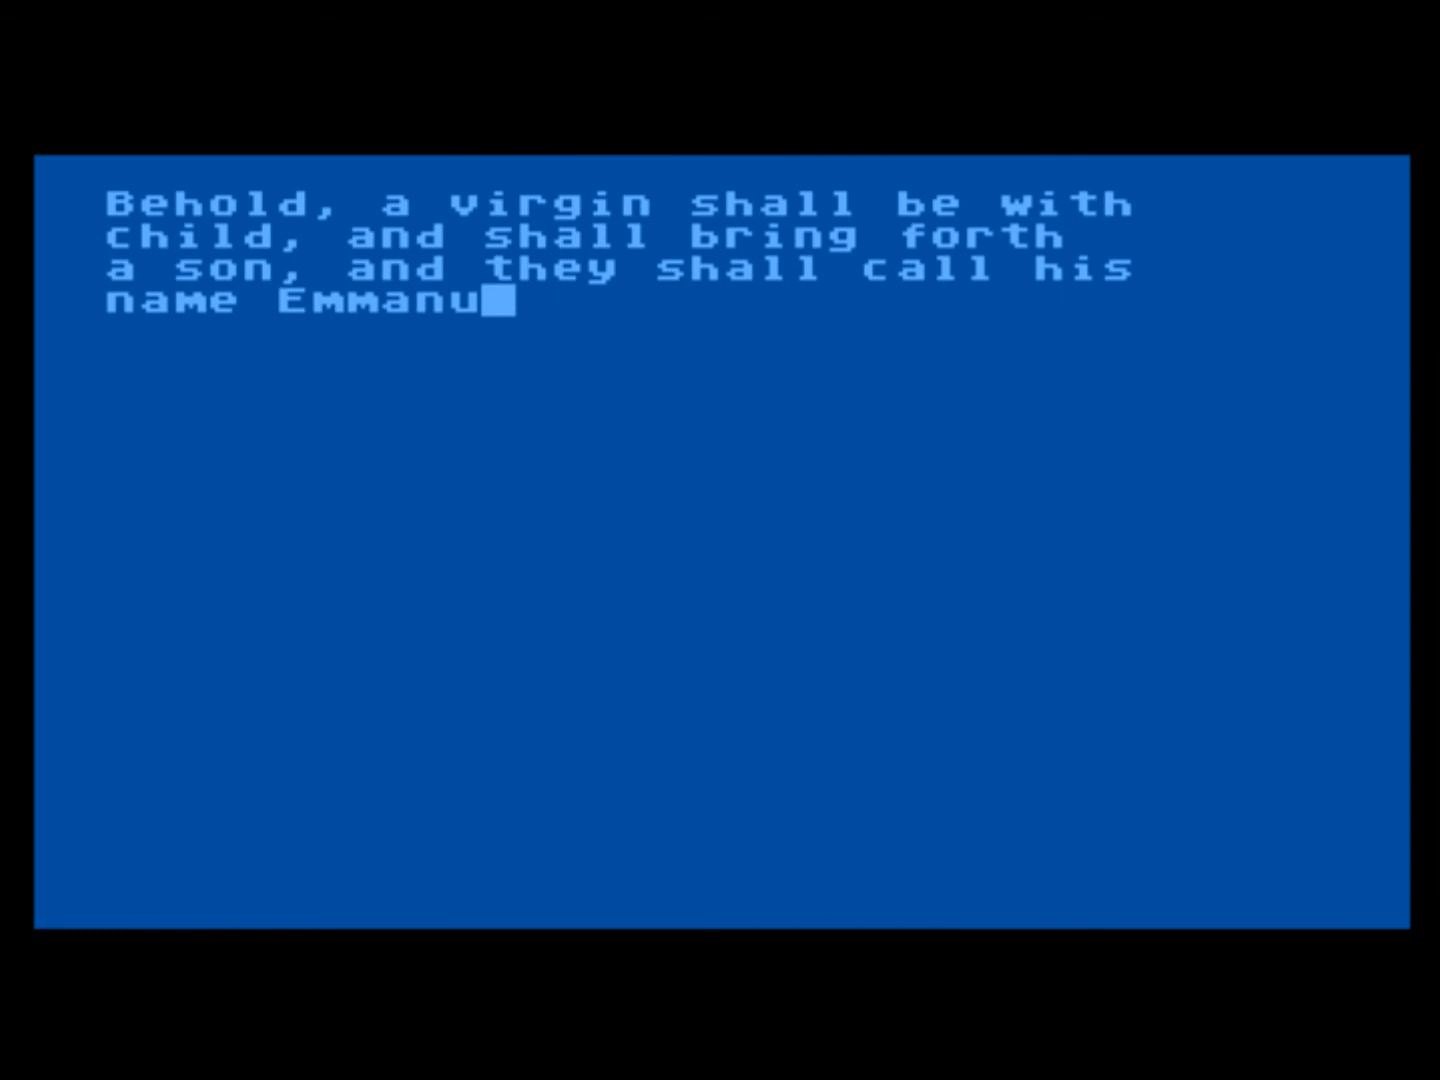 Behold, a virgin shall be with
child, and shall bring forth
a son, and they shall call his
name Emmanu